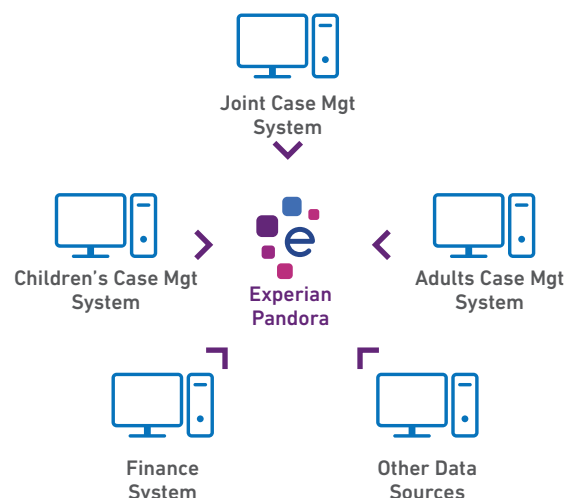 Joint Case Mgt
System
Children's Case Mgt
System
e
Experian
Pandora
Adults Case Mgt
System
Finance
System
Other Data
Sources